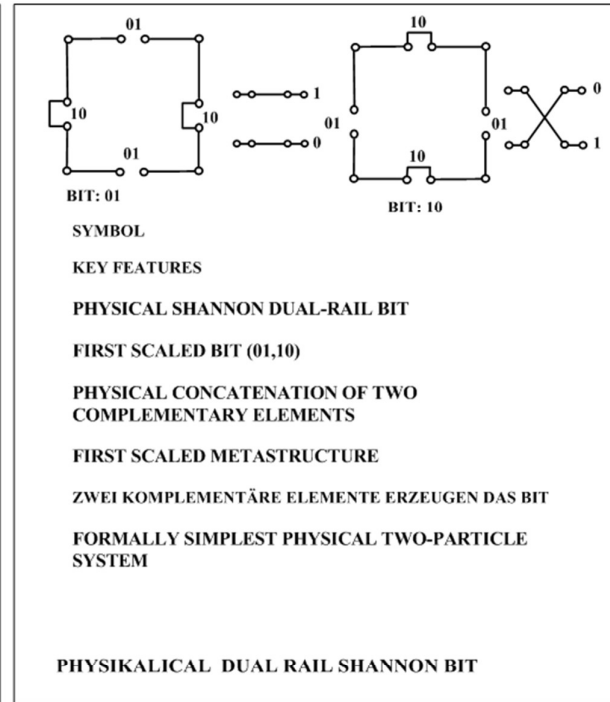 01
10
10
01
BIT: 01
1
0
10
01
01
10
BIT: 10
0
1
SYMBOL
KEY FEATURES
PHYSICAL SHANNON DUAL-RAIL BIT
FIRST SCALED BIT (01,10)
PHYSICAL CONCATENATION OF TWO
COMPLEMENTARY ELEMENTS
FIRST SCALED METASTRUCTURE
ZWEI KOMPLEMENTÄRE ELEMENTE ERZEUGEN DAS BIT
FORMALLY SIMPLEST PHYSICAL TWO-PARTICLE
SYSTEM
PHYSIKALICAL DUAL RAIL SHANNON BIT